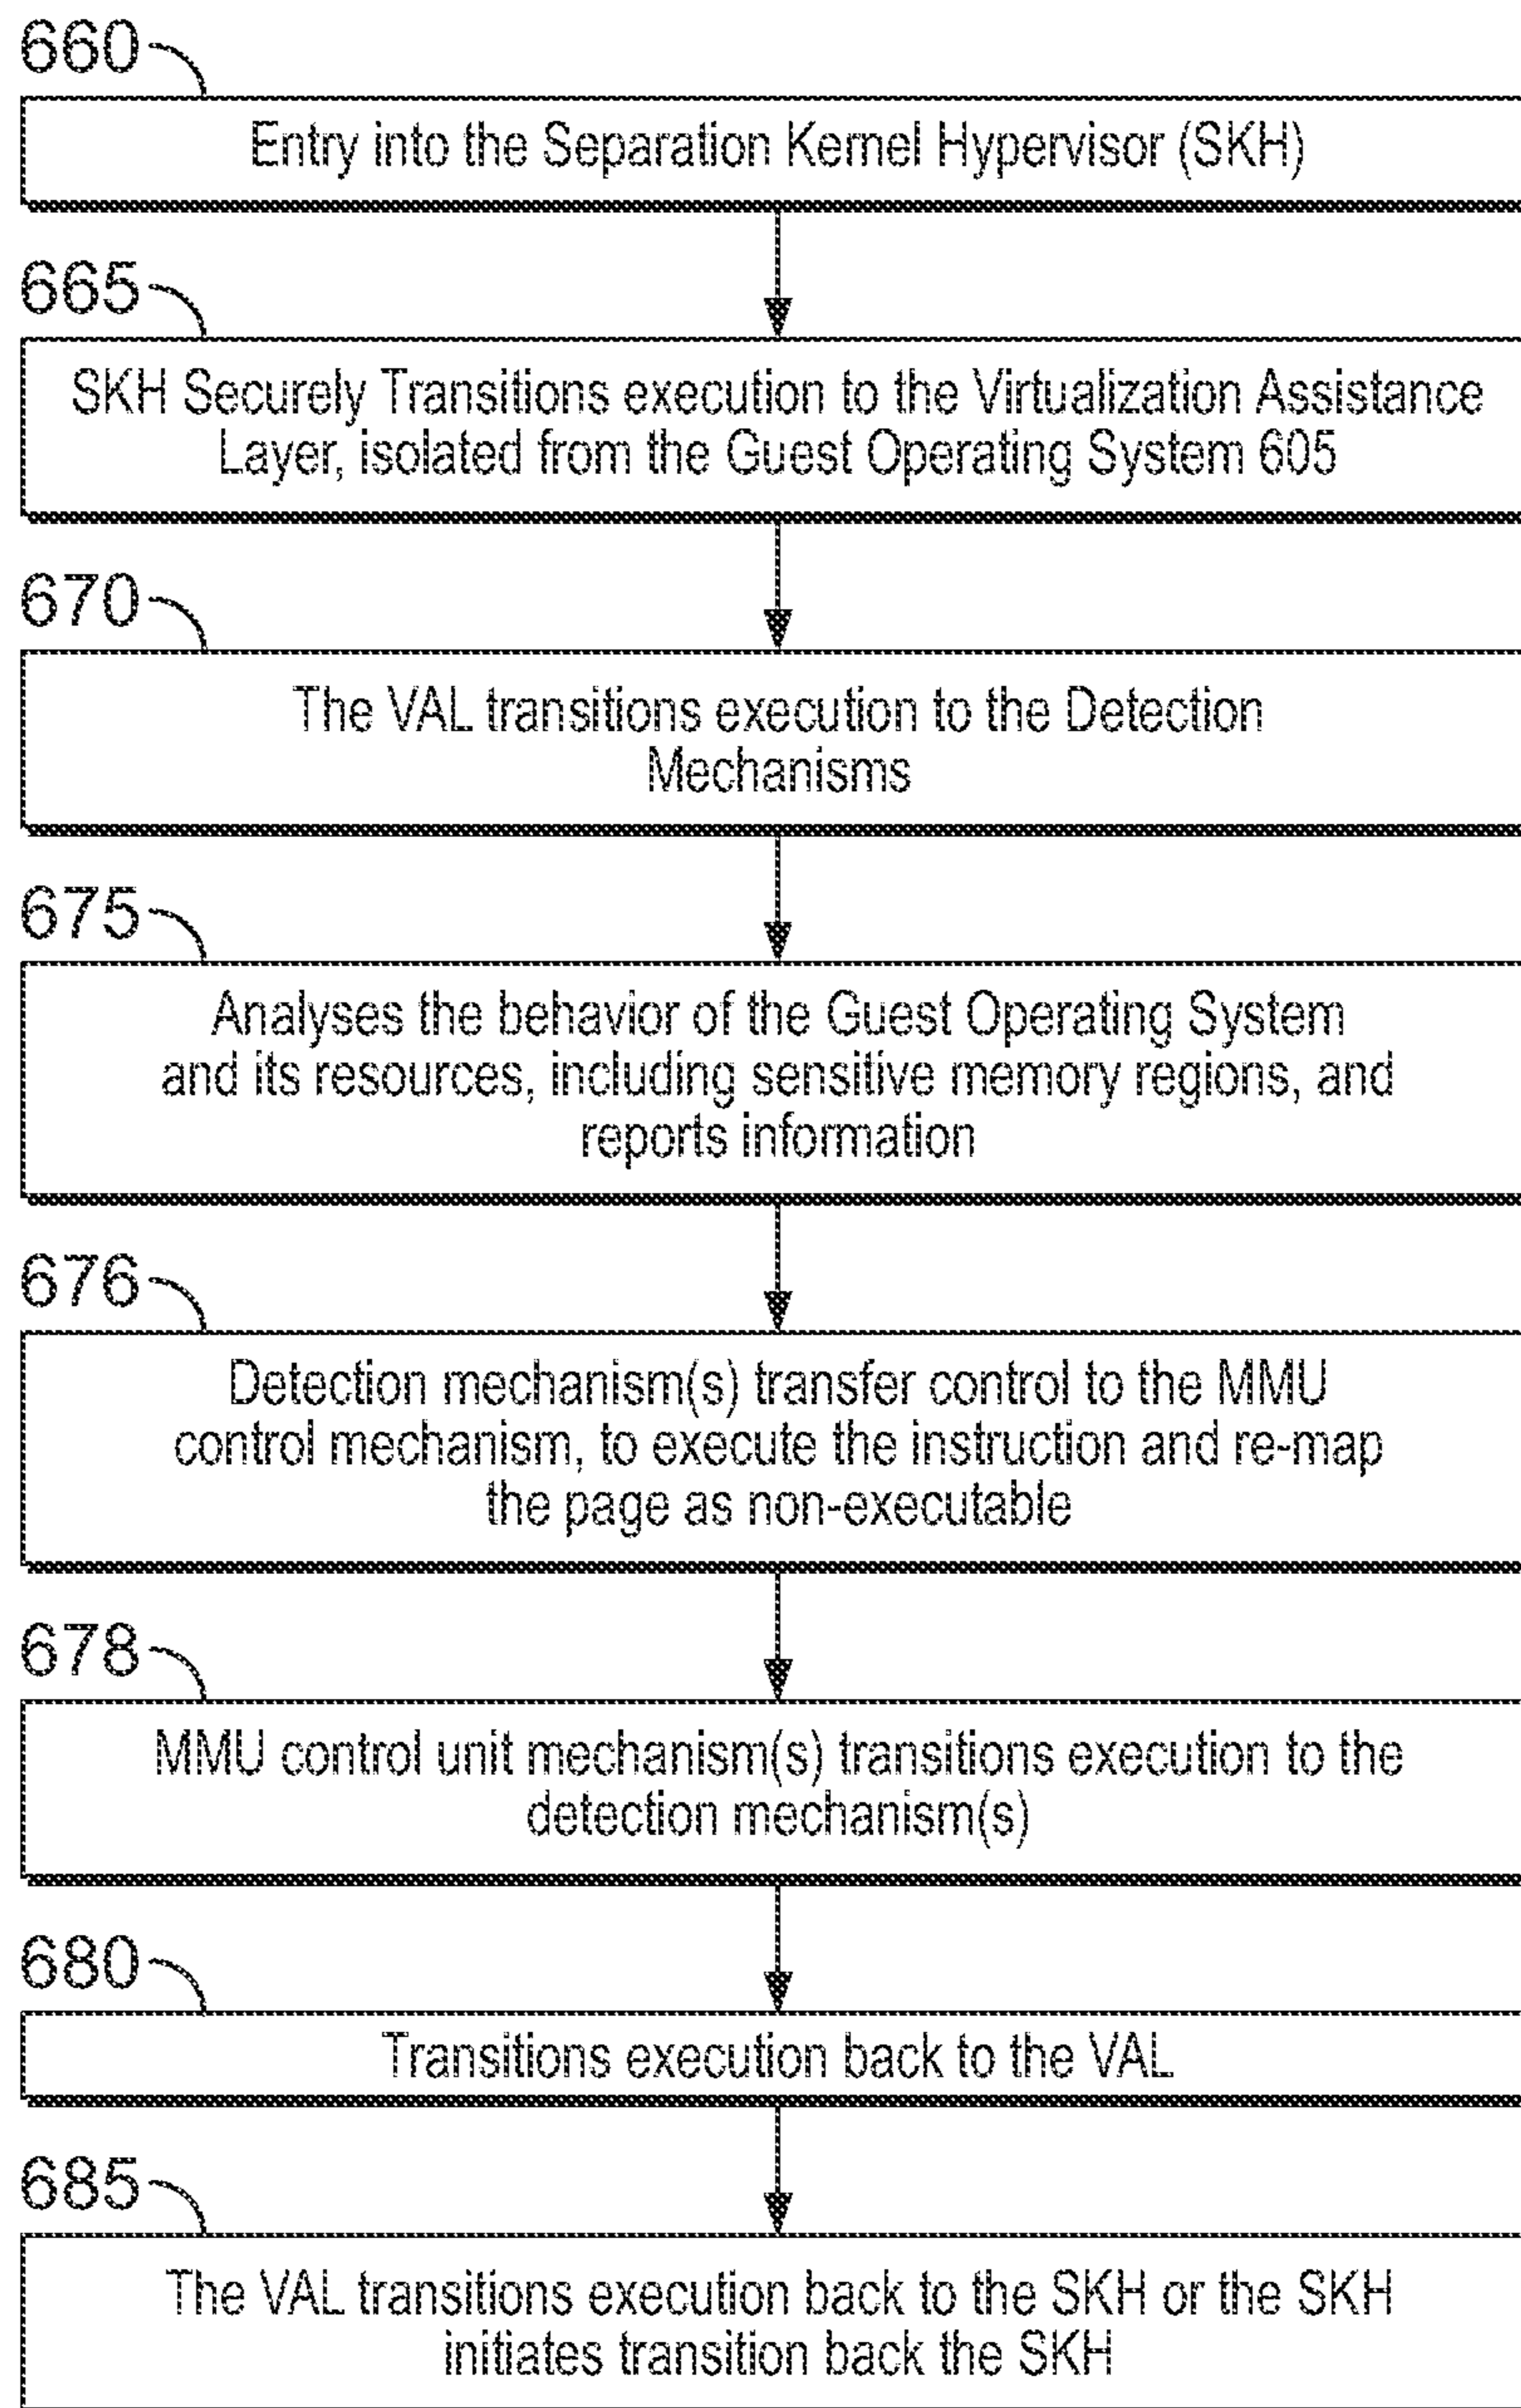 660
Entry into the Separation Kernel Hypervisor (SKH)
665
SKH Securely Transitions execution to the Virtualization Assistance
Layer, isolated from the Guest Operating System 605
670
The VAL transitions execution to the Detection
Mechanisms
675
Analyses the behavior of the Guest Operating System
and its resources, including sensitive memory regions, and
reports information
676
Detection mechanism(s) transfer control to the MMU
control mechanism, to execute the instruction and re-map
the page as non-executable
678
MMU control unit mechanism(s) transitions execution to the
detection mechanism(s)
680
Transitions execution back to the VAL
685
The VAL transitions execution back to the SKH or the SKH
initiates transition back the SKH